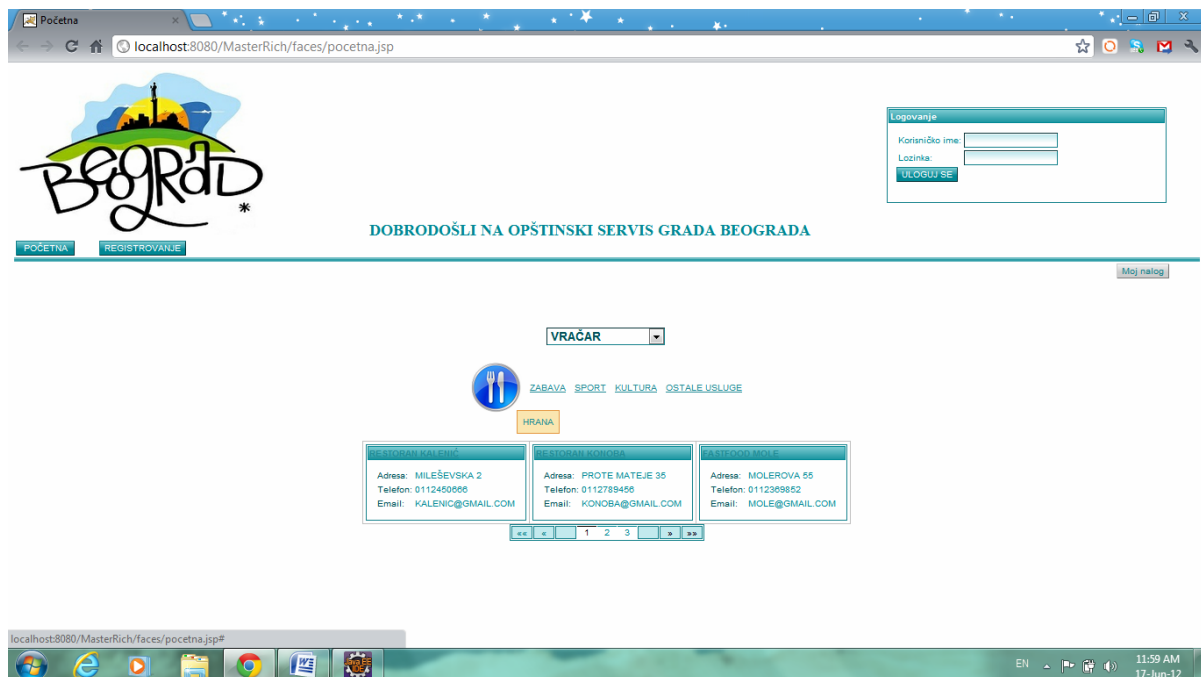 Početna
localhost:8080/MasterRich/faces/pocetna.jsp
BEOGRAD
Logovanje
Korisničko ime:
Lozinka:
ULOGUJ SE
DOBRODOŠLI NA OPŠTINSKI SERVIS GRADA BEOGRADA
POČETNA REGISTROVANJE
Moj nalog
VRAČAR
ZABAVA SPORT KULTURA OSTALE USLUGE
HRANA
RESTORAN KALENIĆ RESTORAN KONOBA FASTFOOD MOLE
Adresa: MILEŠEVSKA 2 Adresa: PROTE MATEJE 35 Adresa: MOLEROVA 55
Telefon: 0112450666 Telefon: 0112789456 Telefon: 0112369852
Email: KALENIC@GMAIL.COM Email: KONOBA@GMAIL.COM Email: MOLE@GMAIL.COM
«« « 1 2 3 » »»
localhost:8080/MasterRich/faces/pocetna.jsp#
Java EE IDE EN 11:59 AM
17-Jun-12